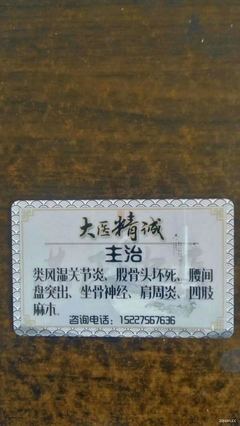 大医精诚
主治
类风湿关节炎、股骨头坏死、腰间
盘突出、坐骨神经、肩周炎、四肢
麻木.
咨询电话：15227567636